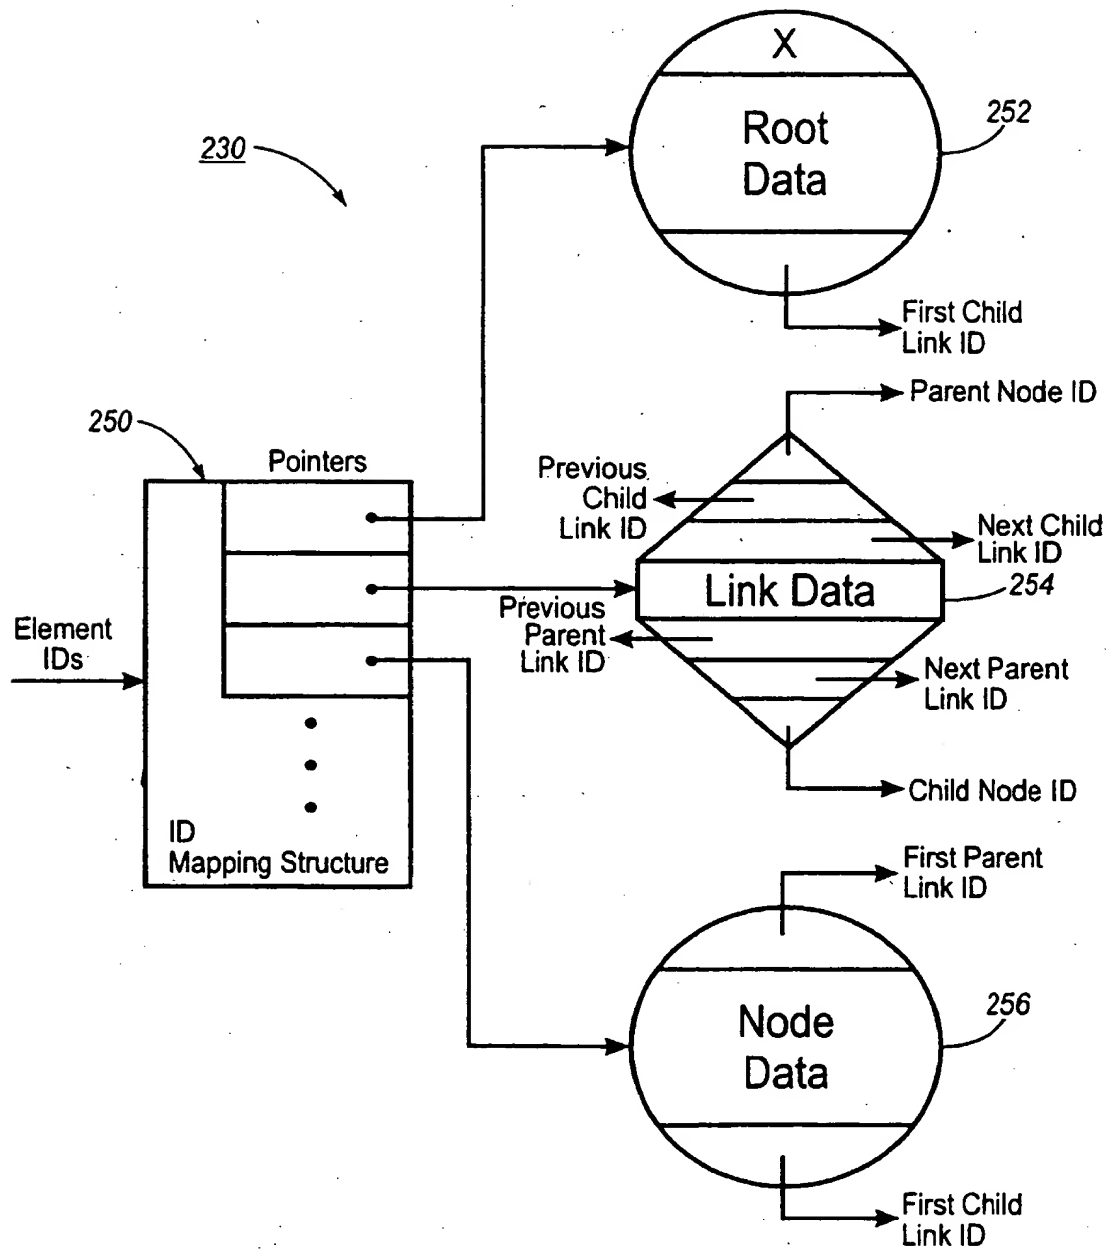 X
Root
Data
252
230
First Child
Link ID
Parent Node ID
250
Pointers
Previous
Child
Link ID
Next Child
Link ID
Link Data
254
Previous
Parent
Link ID
Element
IDs
Next Parent
Link ID
Child Node ID
ID
Mapping Structure
First Parent
Link ID
Node
Data
256
First Child
Link ID